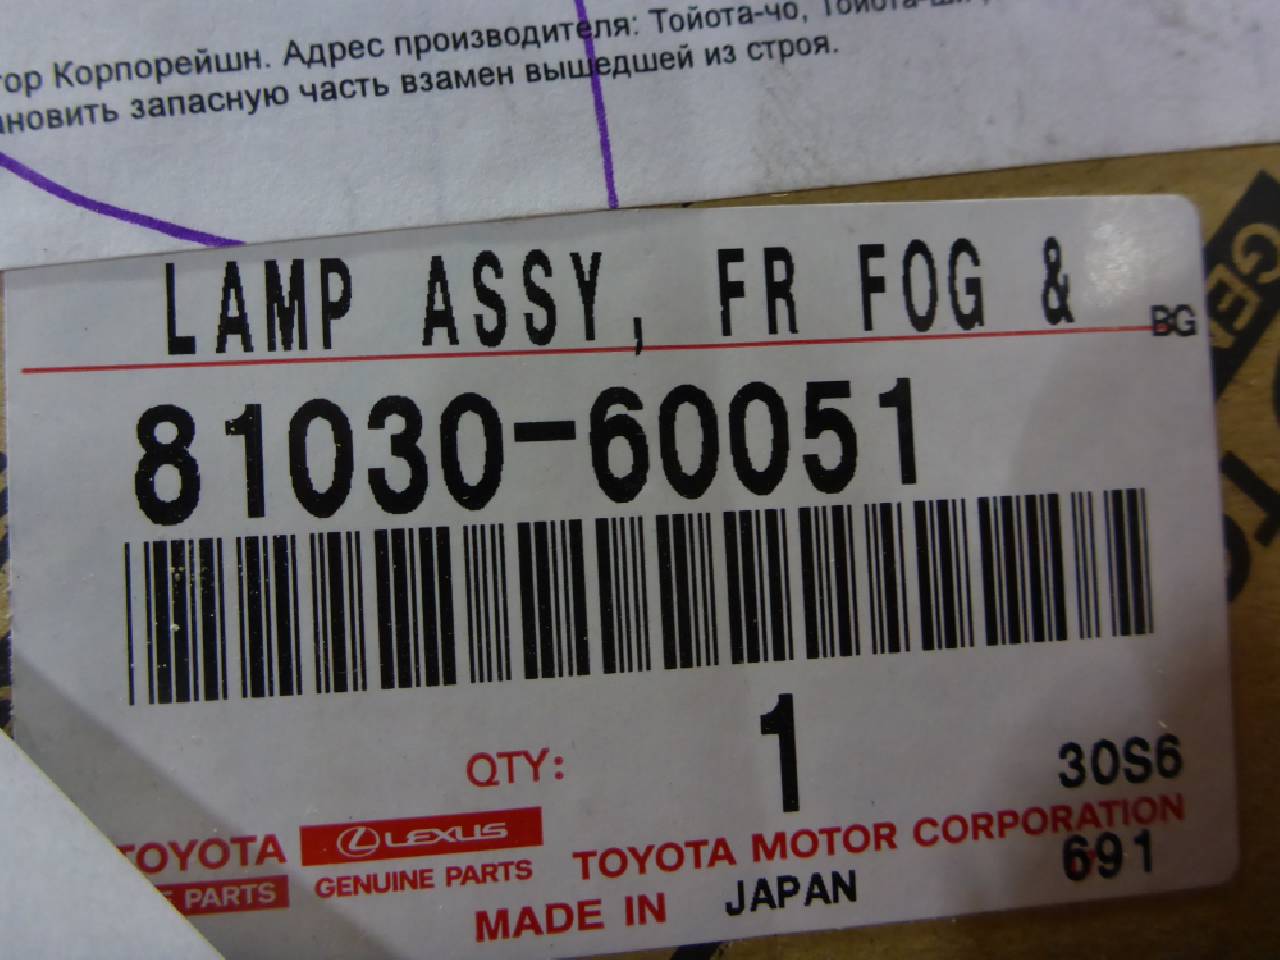 Корпорейшн. Адрес производителя: Тойота-чо,
запасную часть взамен вышедшей из строя.
LAMP ASSY, FR FOG &
BG
81030-60051
QTY: 1
30S6
TOYOTA LEXUS
PARTS GENUINE PARTS
TOYOTA MOTOR CORPORATION
691
MADE IN JAPAN